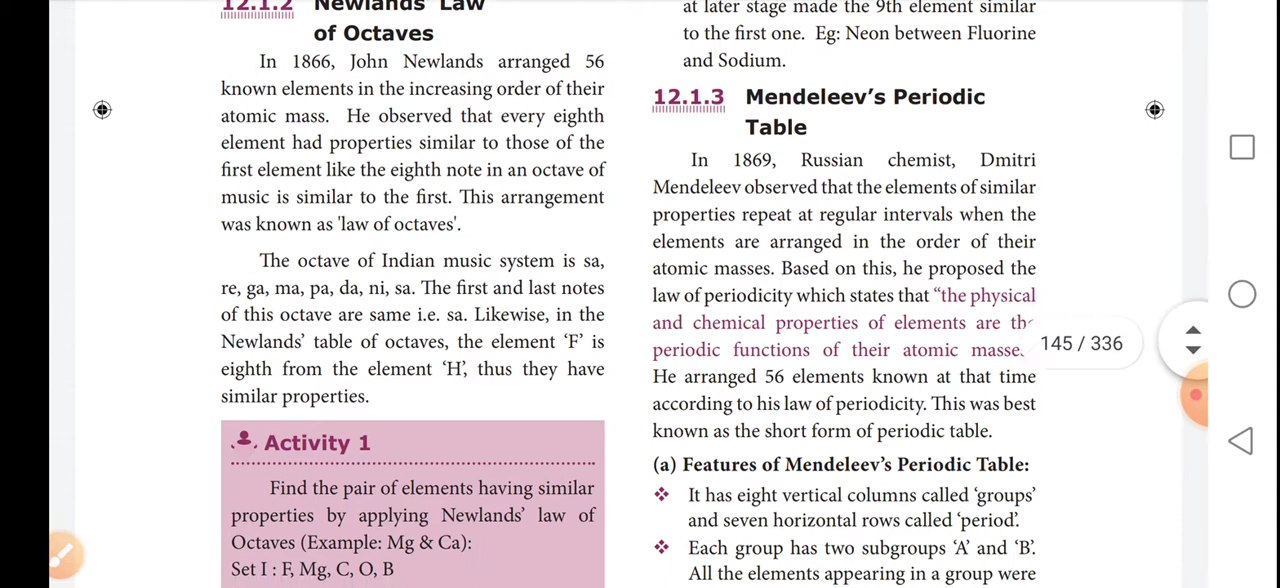 12.1.2 Newlands' Law
of Octaves
In 1866, John Newlands arranged 56
known elements in the increasing order of their
atomic mass. He observed that every eighth
element had properties similar to those of the
first element like the eighth note in an octave of
music is similar to the first. This arrangement
was known as 'law of octaves'.
The octave of Indian music system is sa,
re, ga, ma, pa, da, ni, sa. The first and last notes
of this octave are same i.e. sa. Likewise, in the
Newlands' table of octaves, the element 'F' is
eighth from the element 'H', thus they have
similar properties.
Activity 1
Find the pair of elements having similar
properties by applying Newlands' law of
Octaves (Example: Mg & Ca):
Set I : F, Mg, C, O, B
at later stage made the 9th element similar
to the first one. Eg: Neon between Fluorine
and Sodium.
12.1.3 Mendeleev's Periodic
Table
In 1869, Russian chemist, Dmitri
Mendeleev observed that the elements of similar
properties repeat at regular intervals when the
elements are arranged in the order of their
atomic masses. Based on this, he proposed the
law of periodicity which states that “the physical
and chemical properties of elements are the
periodic functions of their atomic masses
He arranged 56 elements known at that time
according to his law of periodicity. This was best
known as the short form of periodic table.
(a) Features of Mendeleev's Periodic Table:
It has eight vertical columns called 'groups'
and seven horizontal rows called 'period'.
Each group has two subgroups 'A' and 'B'.
All the elements appearing in a group were
145 / 336